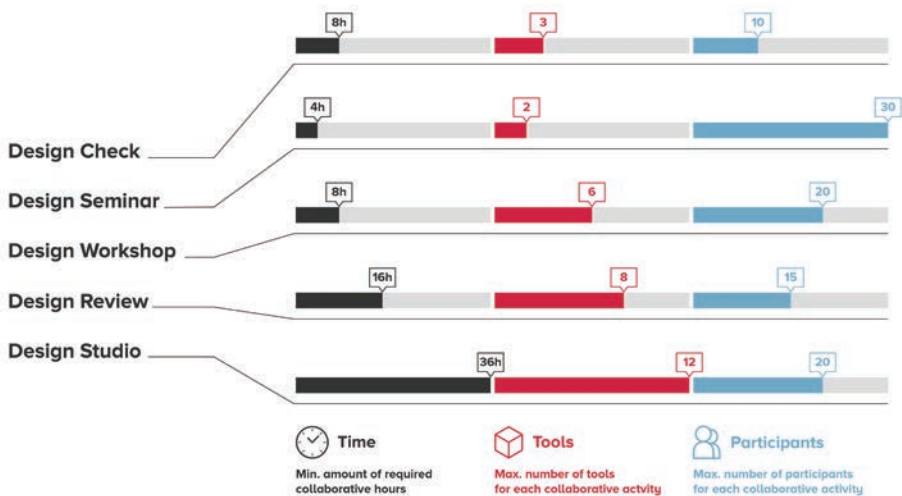 8h 3 10
4h 2 30
Design Check
Design Seminar
8h 6 20
Design Workshop
16h 8 15
Design Review
Design Studio
36h 12 20
Time Tools Participants
Min. amount of required Max. number of tools Max. number of participants
collaborative hours for each collaborative actvity for each collaborative activity